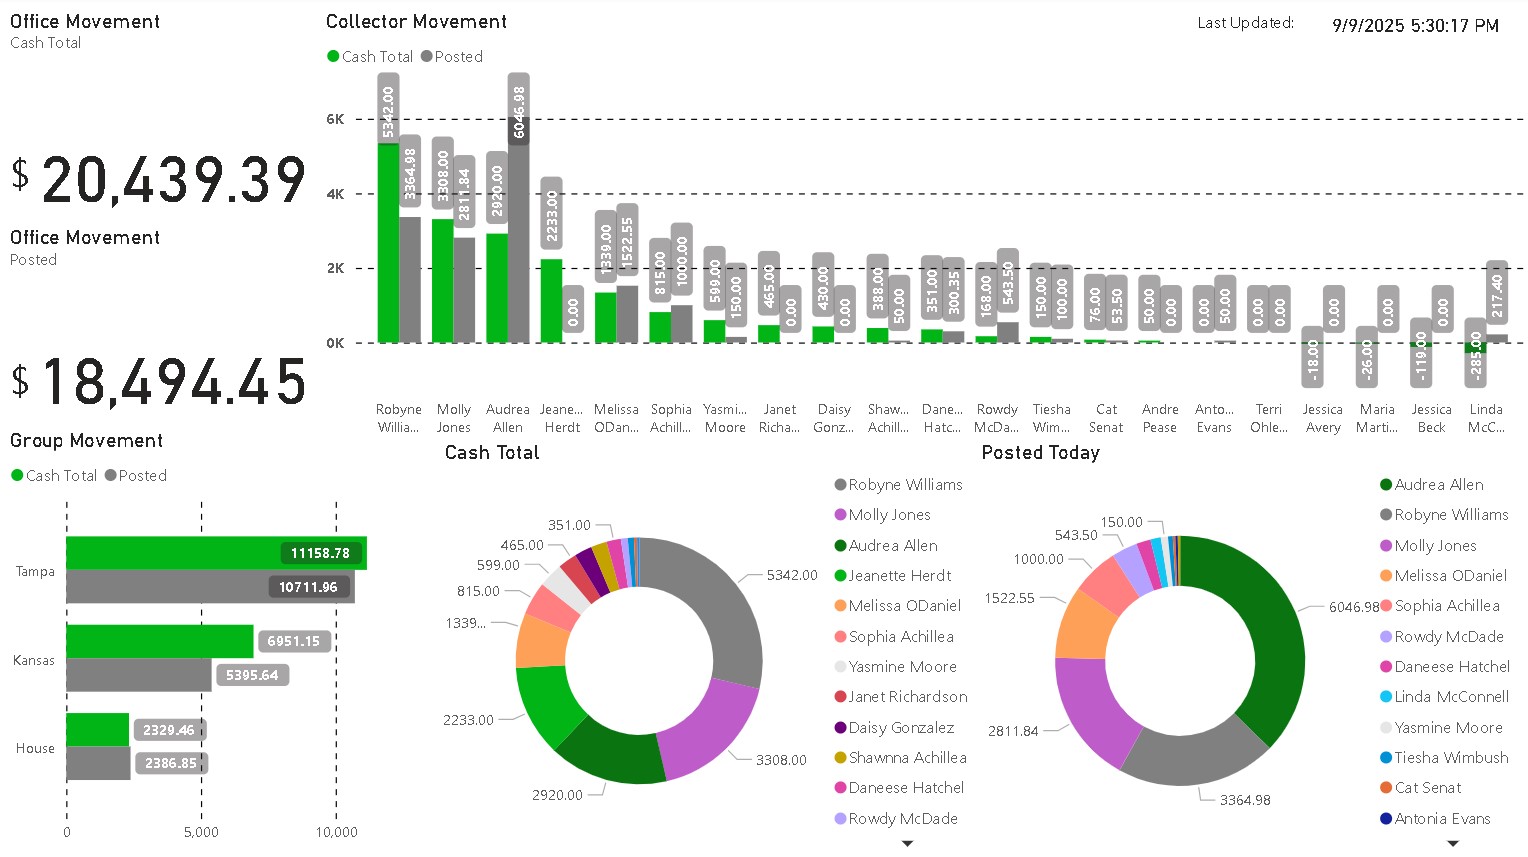 Office Movement
Cash Total
$ 20,439.39
Office Movement
Posted
$ 18,494.45
Collector Movement
Last Updated: 9/9/2025 5:30:17 PM
Cash Total Posted
6K
4K
2K
0K
5342.00 3364.98 3308.00 2811.84 2920.00 6046.98 2233.00 0.00 1339.00 1522.55 815.00 1000.00 599.00 150.00 465.00 0.00 430.00 0.00 388.00 50.00 351.00 300.35 168.00 543.50 150.00 100.00 76.00 53.50 50.00 0.00 0.00 50.00 0.00 0.00 -18.00 0.00 -26.00 0.00 -119.00 0.00 -285.00 217.40
Robyne Willia...
Molly Jones
Audrea Allen
Jeane... Herdt
Melissa ODan...
Sophia Achill...
Yasmi... Moore
Janet Richa...
Daisy Gonz...
Shaw... Achill...
Dane... Hatc...
Rowdy McDa...
Tiesha Wim...
Cat Senat
Andre Pease
Anto... Evans
Terri Ohle...
Jessica Avery
Maria Marti...
Jessica Beck
Linda McC...
Group Movement
Cash Total Posted
Tampa
11158.78
10711.96
Kansas
6951.15
5395.64
House
2329.46
2386.85
0 5,000 10,000
Cash Total
351.00
465.00
599.00
815.00
1339...
2233.00
2920.00
3308.00
5342.00
Robyne Williams
Molly Jones
Audrea Allen
Jeanette Herdt
Melissa ODaniel
Sophia Achillea
Yasmine Moore
Janet Richardson
Daisy Gonzalez
Shawnna Achillea
Daneese Hatchel
Rowdy McDade
Posted Today
150.00
543.50
1000.00
1522.55
2811.84
3364.98
6046.98
Audrea Allen
Robyne Williams
Molly Jones
Melissa ODaniel
Sophia Achillea
Rowdy McDade
Daneese Hatchel
Linda McConnell
Yasmine Moore
Tiesha Wimbush
Cat Senat
Antonia Evans